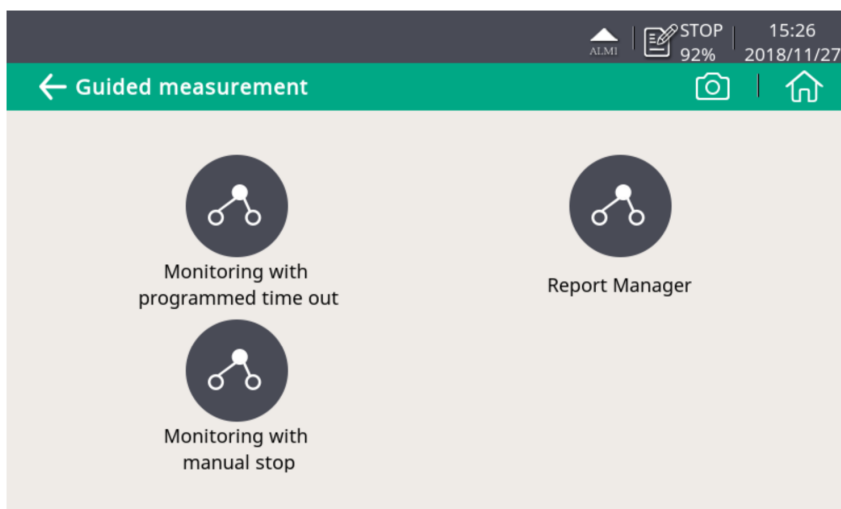 ALMI
STOP
92%
15:26
2018/11/27
Guided measurement
Monitoring with
programmed time out
Report Manager
Monitoring with
manual stop